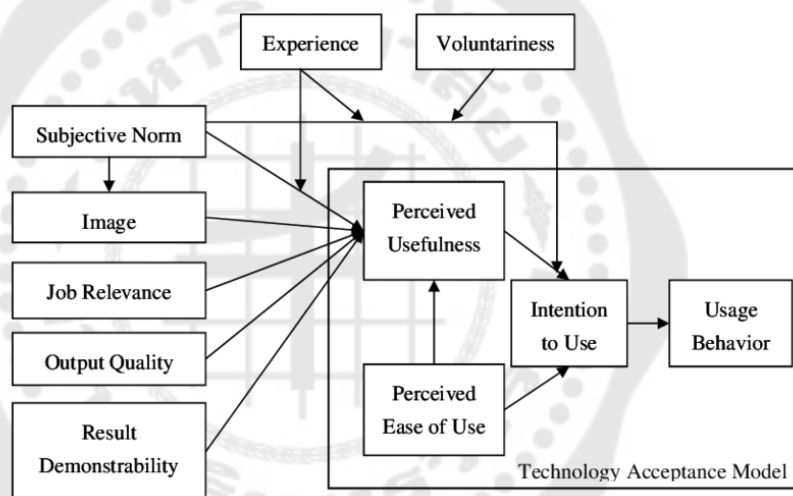 Experience
Voluntariness
Subjective Norm
Image
Job Relevance
Output Quality
Result
Demonstrability
Perceived
Usefulness
Perceived
Ease of Use
Intention
to Use
Usage
Behavior
Technology Acceptance Model